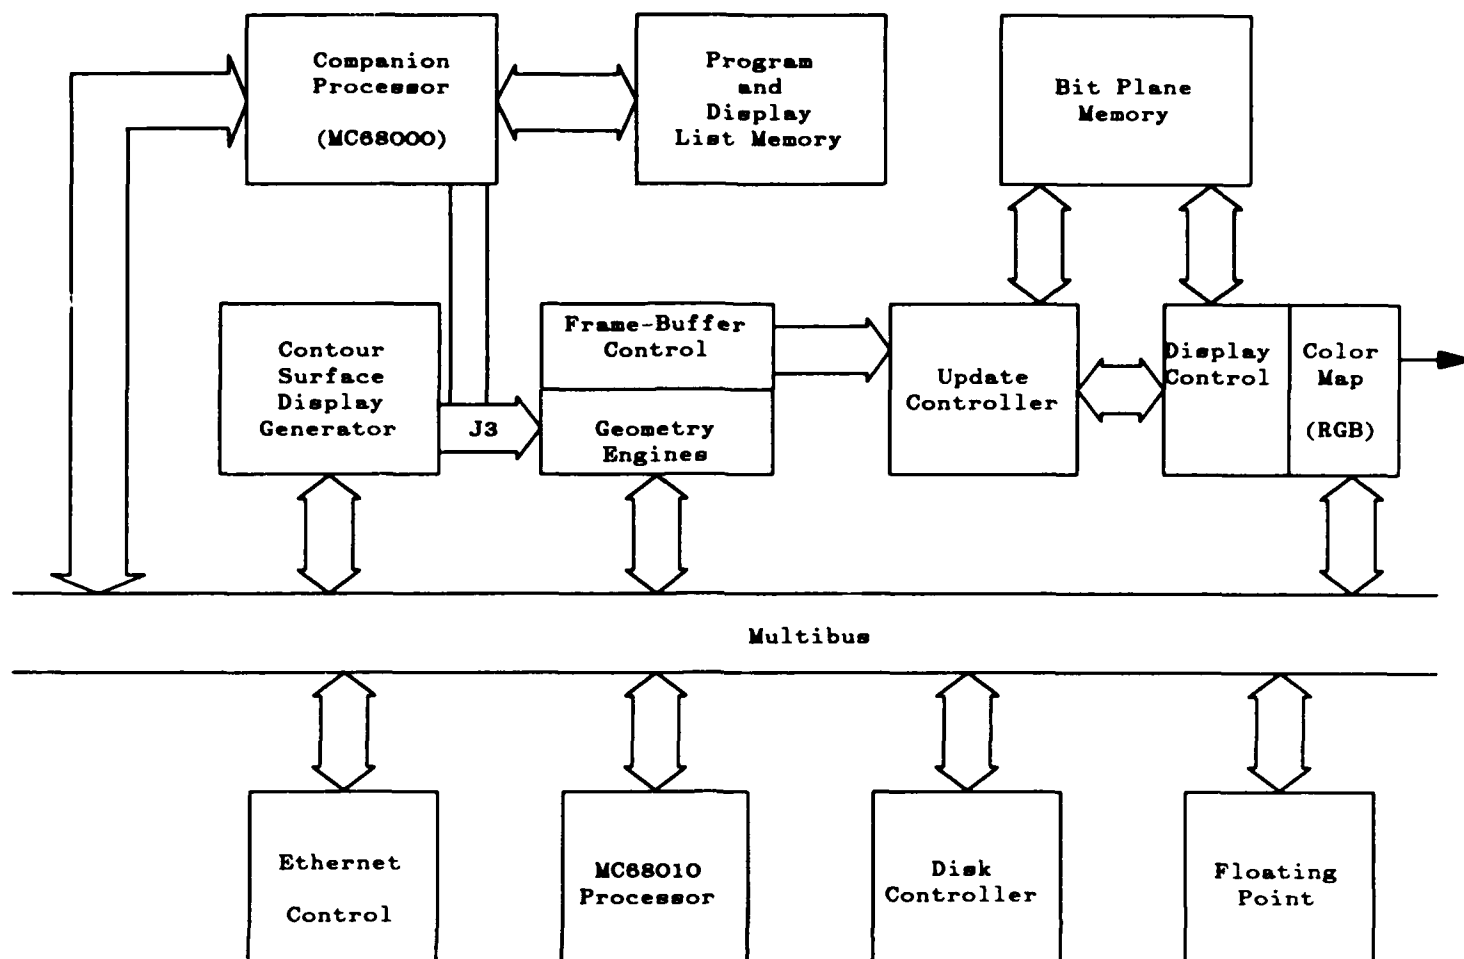 Companion
Processor
(MC68000)
Program
and
Display
List Memory
Bit Plane
Memory
Contour
Surface
Display
Generator
J3
Frame-Buffer
Control
Geometry
Engines
Update
Controller
Display
Control
Color
Map
(RGB)
Multibus
Ethernet
Control
MC68010
Processor
Disk
Controller
Floating
Point